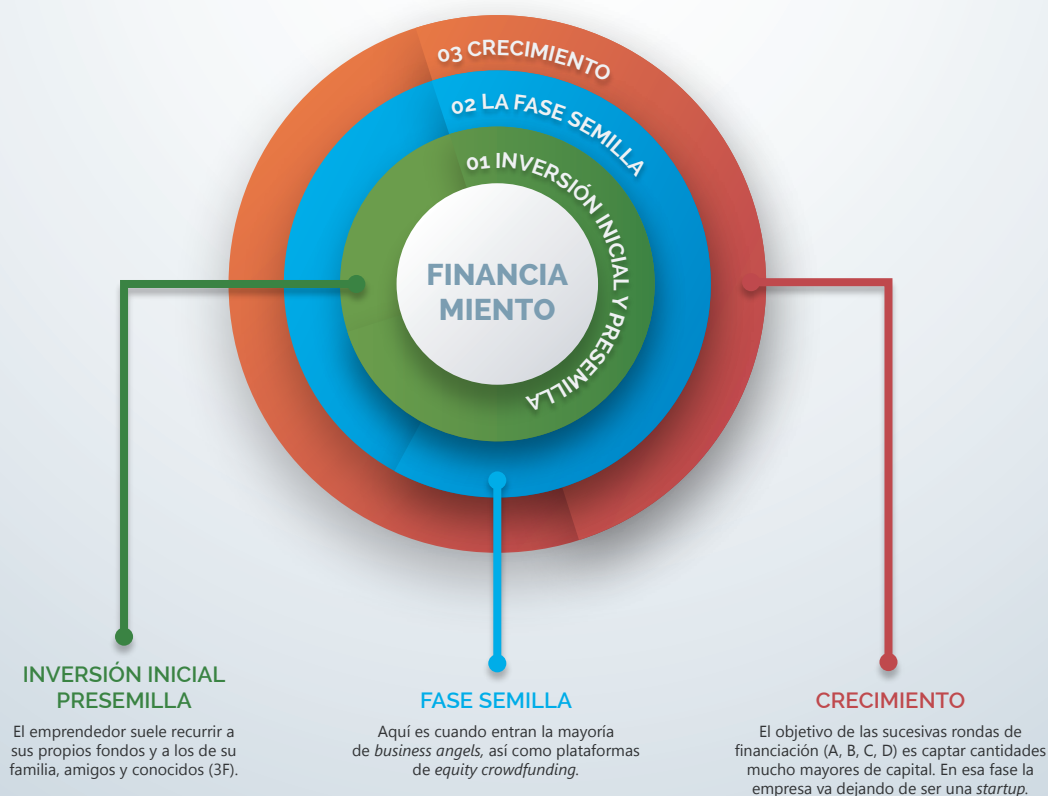 03 CRECIMIENTO
02 LA FASE SEMILLA
01 INVERSIÓN INICIAL Y PRESEMILLA
FINANCIA
MIENTO
INVERSIÓN INICIAL
PRESEMILLA
El emprendedor suele recurrir a
sus propios fondos y a los de su
familia, amigos y conocidos (3F).
FASE SEMILLA
Aquí es cuando entran la mayoría
de business angels, así como plataformas
de equity crowdfunding.
CRECIMIENTO
El objetivo de las sucesivas rondas de
financiación (A, B, C, D) es captar cantidades
mucho mayores de capital. En esa fase la
empresa va dejando de ser una startup.